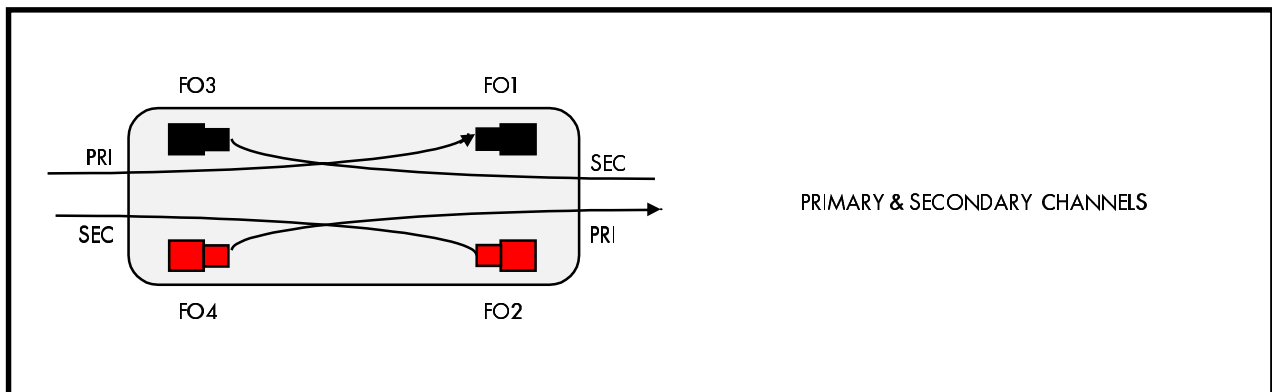 FO3
FO1
PRI
SEC
PRIMARY & SECONDARY CHANNELS
SEC
PRI
FO4
FO2